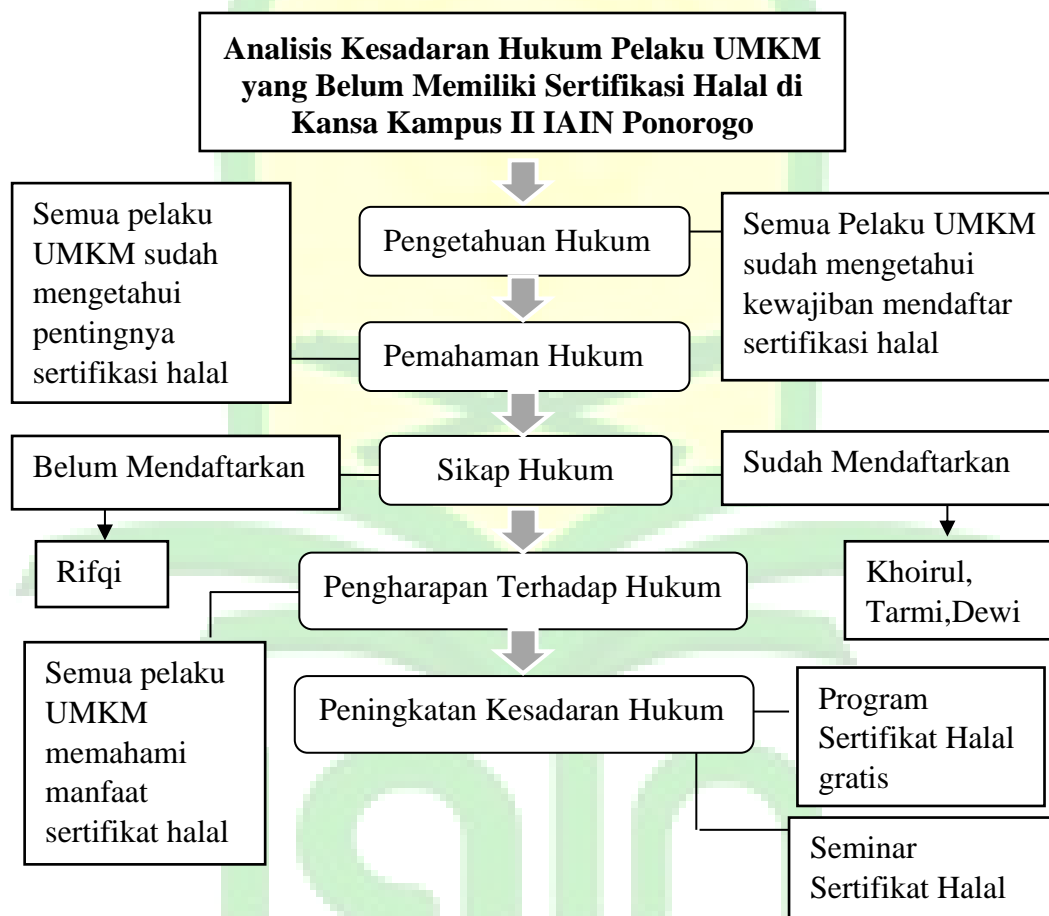 Analisis Kesadaran Hukum Pelaku UMKM
yang Belum Memiliki Sertifikasi Halal di
Kansa Kampus II IAIN Ponorogo
Semua pelaku
UMKM sudah
mengetahui
pentingnya
sertifikasi halal
Pengetahuan Hukum
Semua Pelaku UMKM
sudah mengetahui
kewajiban mendaftar
sertifikasi halal
Pemahaman Hukum
Belum Mendaftarkan
Sikap Hukum
Sudah Mendaftarkan
Rifqi
Pengharapan Terhadap Hukum
Khoirul,
Tarmi,Dewi
Semua pelaku
UMKM
memahami
manfaat
sertifikat halal
Peningkatan Kesadaran Hukum
Program
Sertifikat Halal
gratis
Seminar
Sertifikat Halal
iain